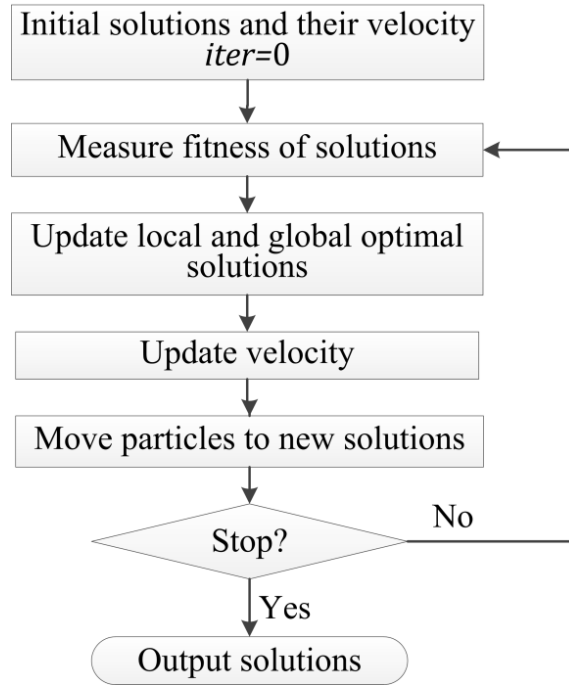 Initial solutions and their velocity
iter=0
Measure fitness of solutions
Update local and global optimal
solutions
Update velocity
Move particles to new solutions
Stop?
No
Yes
Output solutions